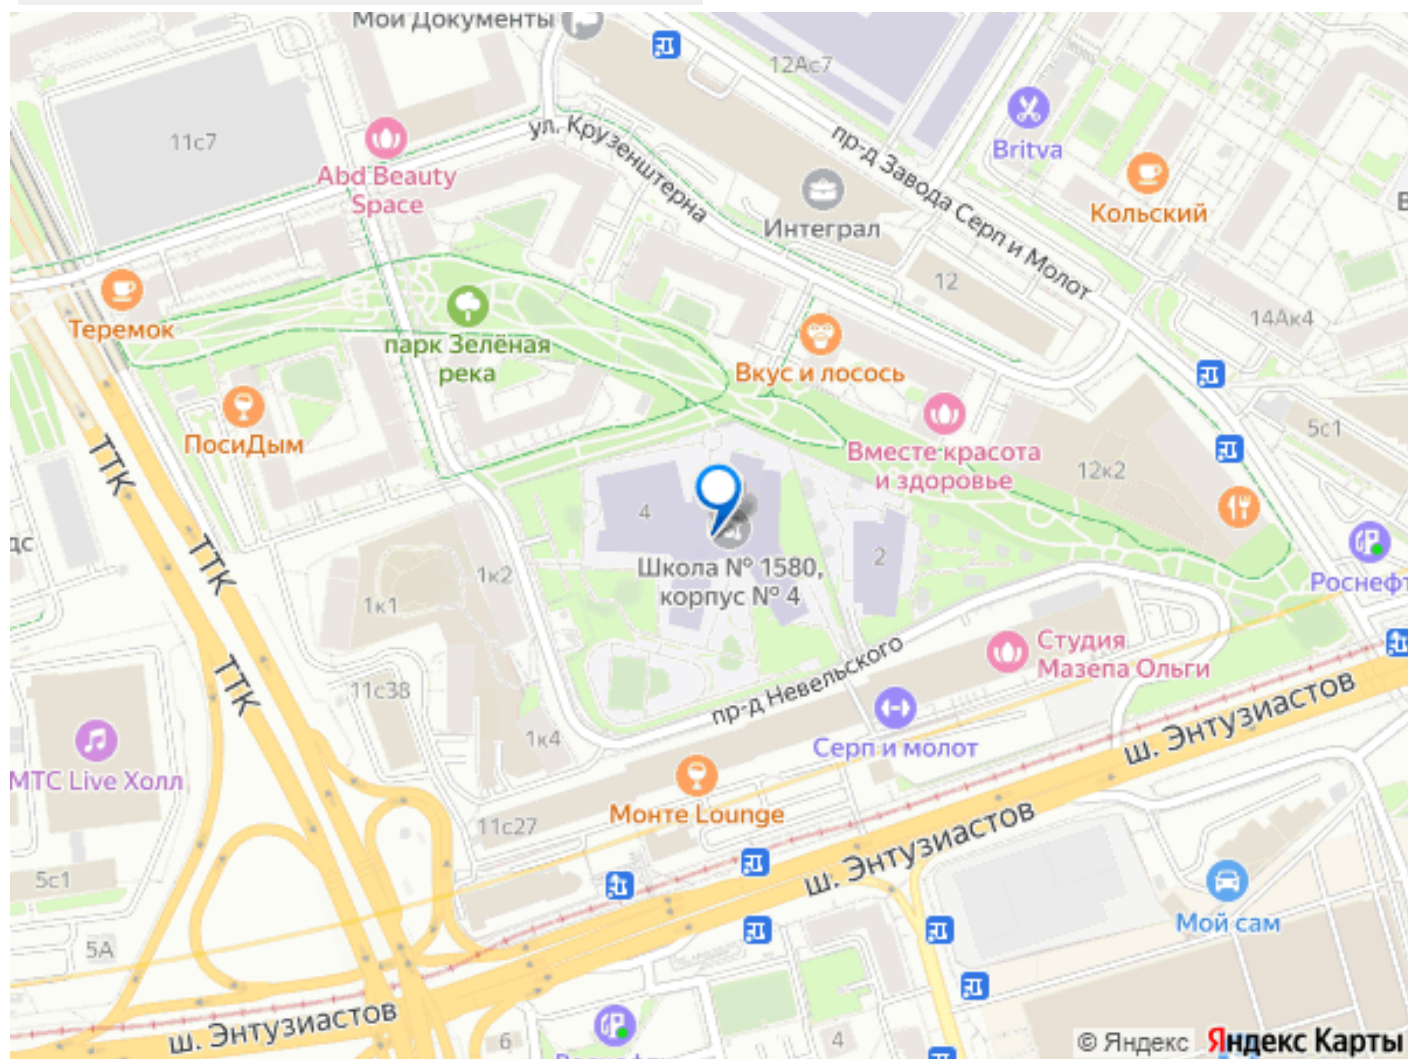 Мои Документы
12Ас7
11с7
ул. Крузенштерна
пр-д Завода Серп и Молот
Britva
Abd Beauty
Space
Кольский
Интеграл
В
12
14Ак4
Теремок
парк Зелёная
река
Вкус и лосось
ПосиДым
Вместе красота
и здоровье
5с1
12к2
ТТК
4
дс
ТТК
2
Школа № 1580,
корпус № 4
1к2
1к1
Роснефт
Студия
Мазепа Ольги
ТТК
11с38
пр-д Невельского
1к4
Серп и молот
ш. Энтузиастов
МТС Live Холл
Монте Lounge
11с27
ш. Энтузиастов
5с1
Мой сам
5А
ш. Энтузиастов
6
4
© Яндекс Яндекс Карты